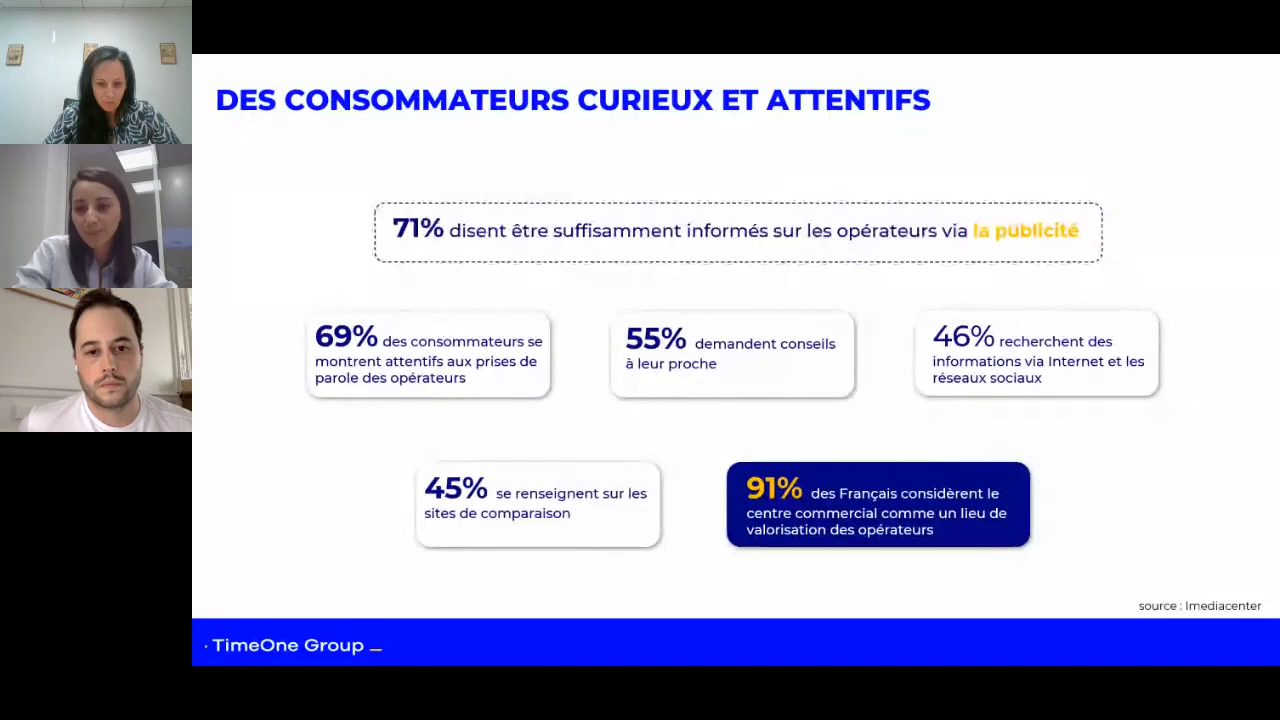 DES CONSOMMATEURS CURIEUX ET ATTENTIFS
71% disent être suffisamment informés sur les opérateurs via la publicité
69% des consommateurs se
montrent attentifs aux prises de
parole des opérateurs
55% demandent conseils
à leur proche
46% recherchent des
informations via Internet et les
réseaux sociaux
45% se renseignent sur les
sites de comparaison
91% des Français considèrent le
centre commercial comme un lieu de
valorisation des opérateurs
source : Imediacenter
· TimeOne Group _